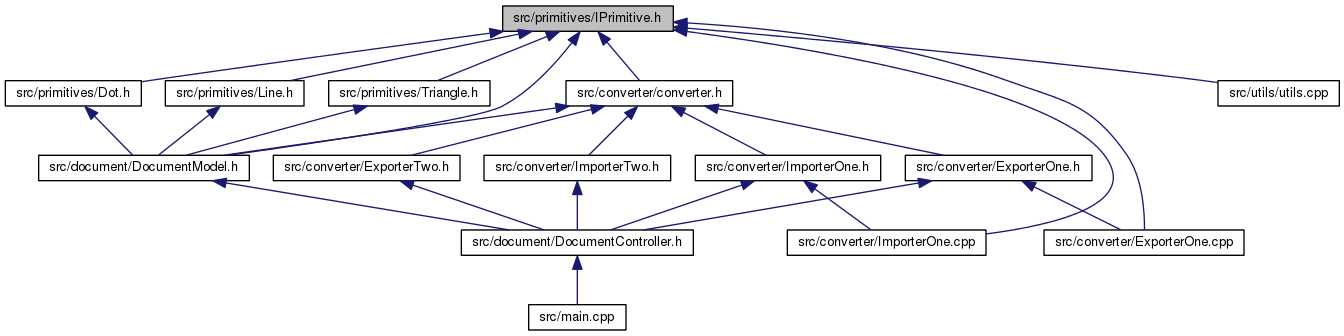 src/primitives/IPrimitive.h
src/primitives/Dot.h
src/primitives/Line.h
src/primitives/Triangle.h
src/converter/converter.h
src/utils/utils.cpp
src/document/DocumentModel.h
src/converter/ExporterTwo.h
src/converter/ImporterTwo.h
src/converter/ImporterOne.h
src/converter/ExporterOne.h
src/document/DocumentController.h
src/converter/ImporterOne.cpp
src/converter/ExporterOne.cpp
src/main.cpp